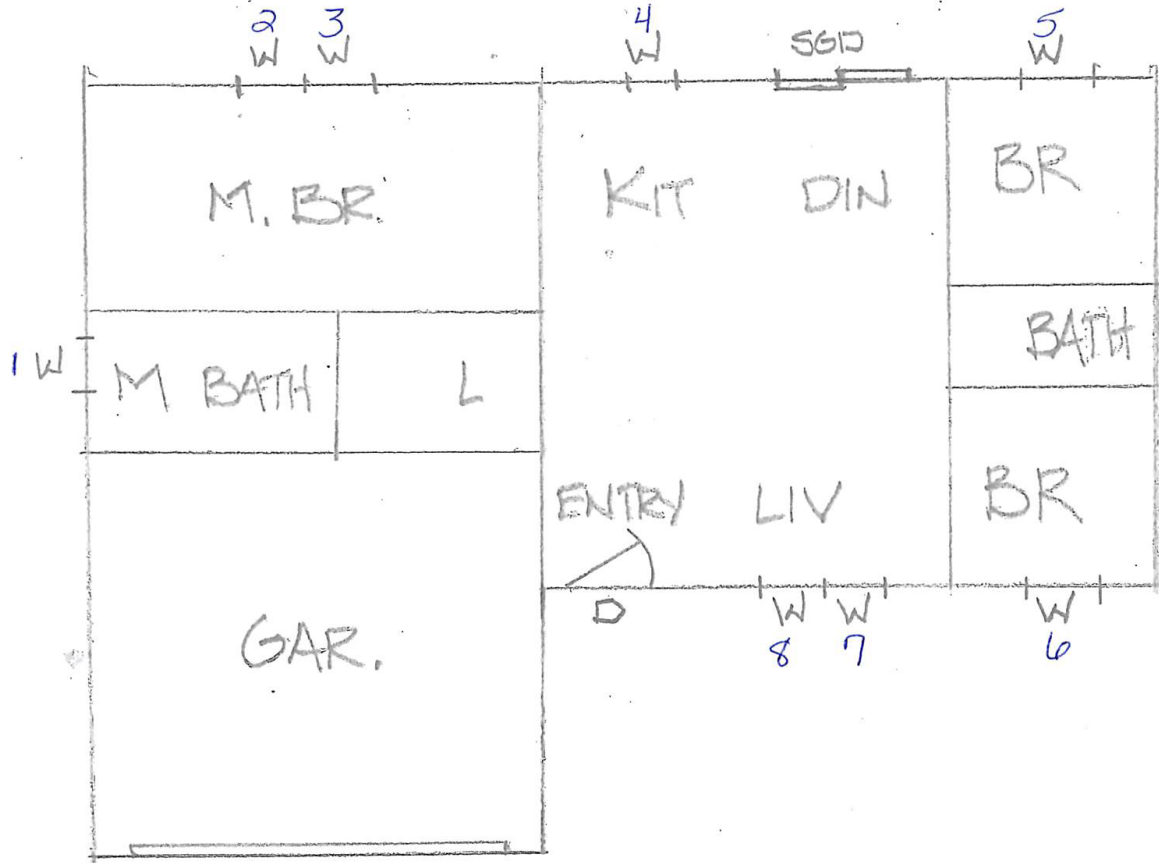 2 3 4 5
W W W SGD W
M. BR. KIT DIN BR
1 W M BATH L BATH
ENTRY LIV BR
D W W W
8 7 6
GAR.